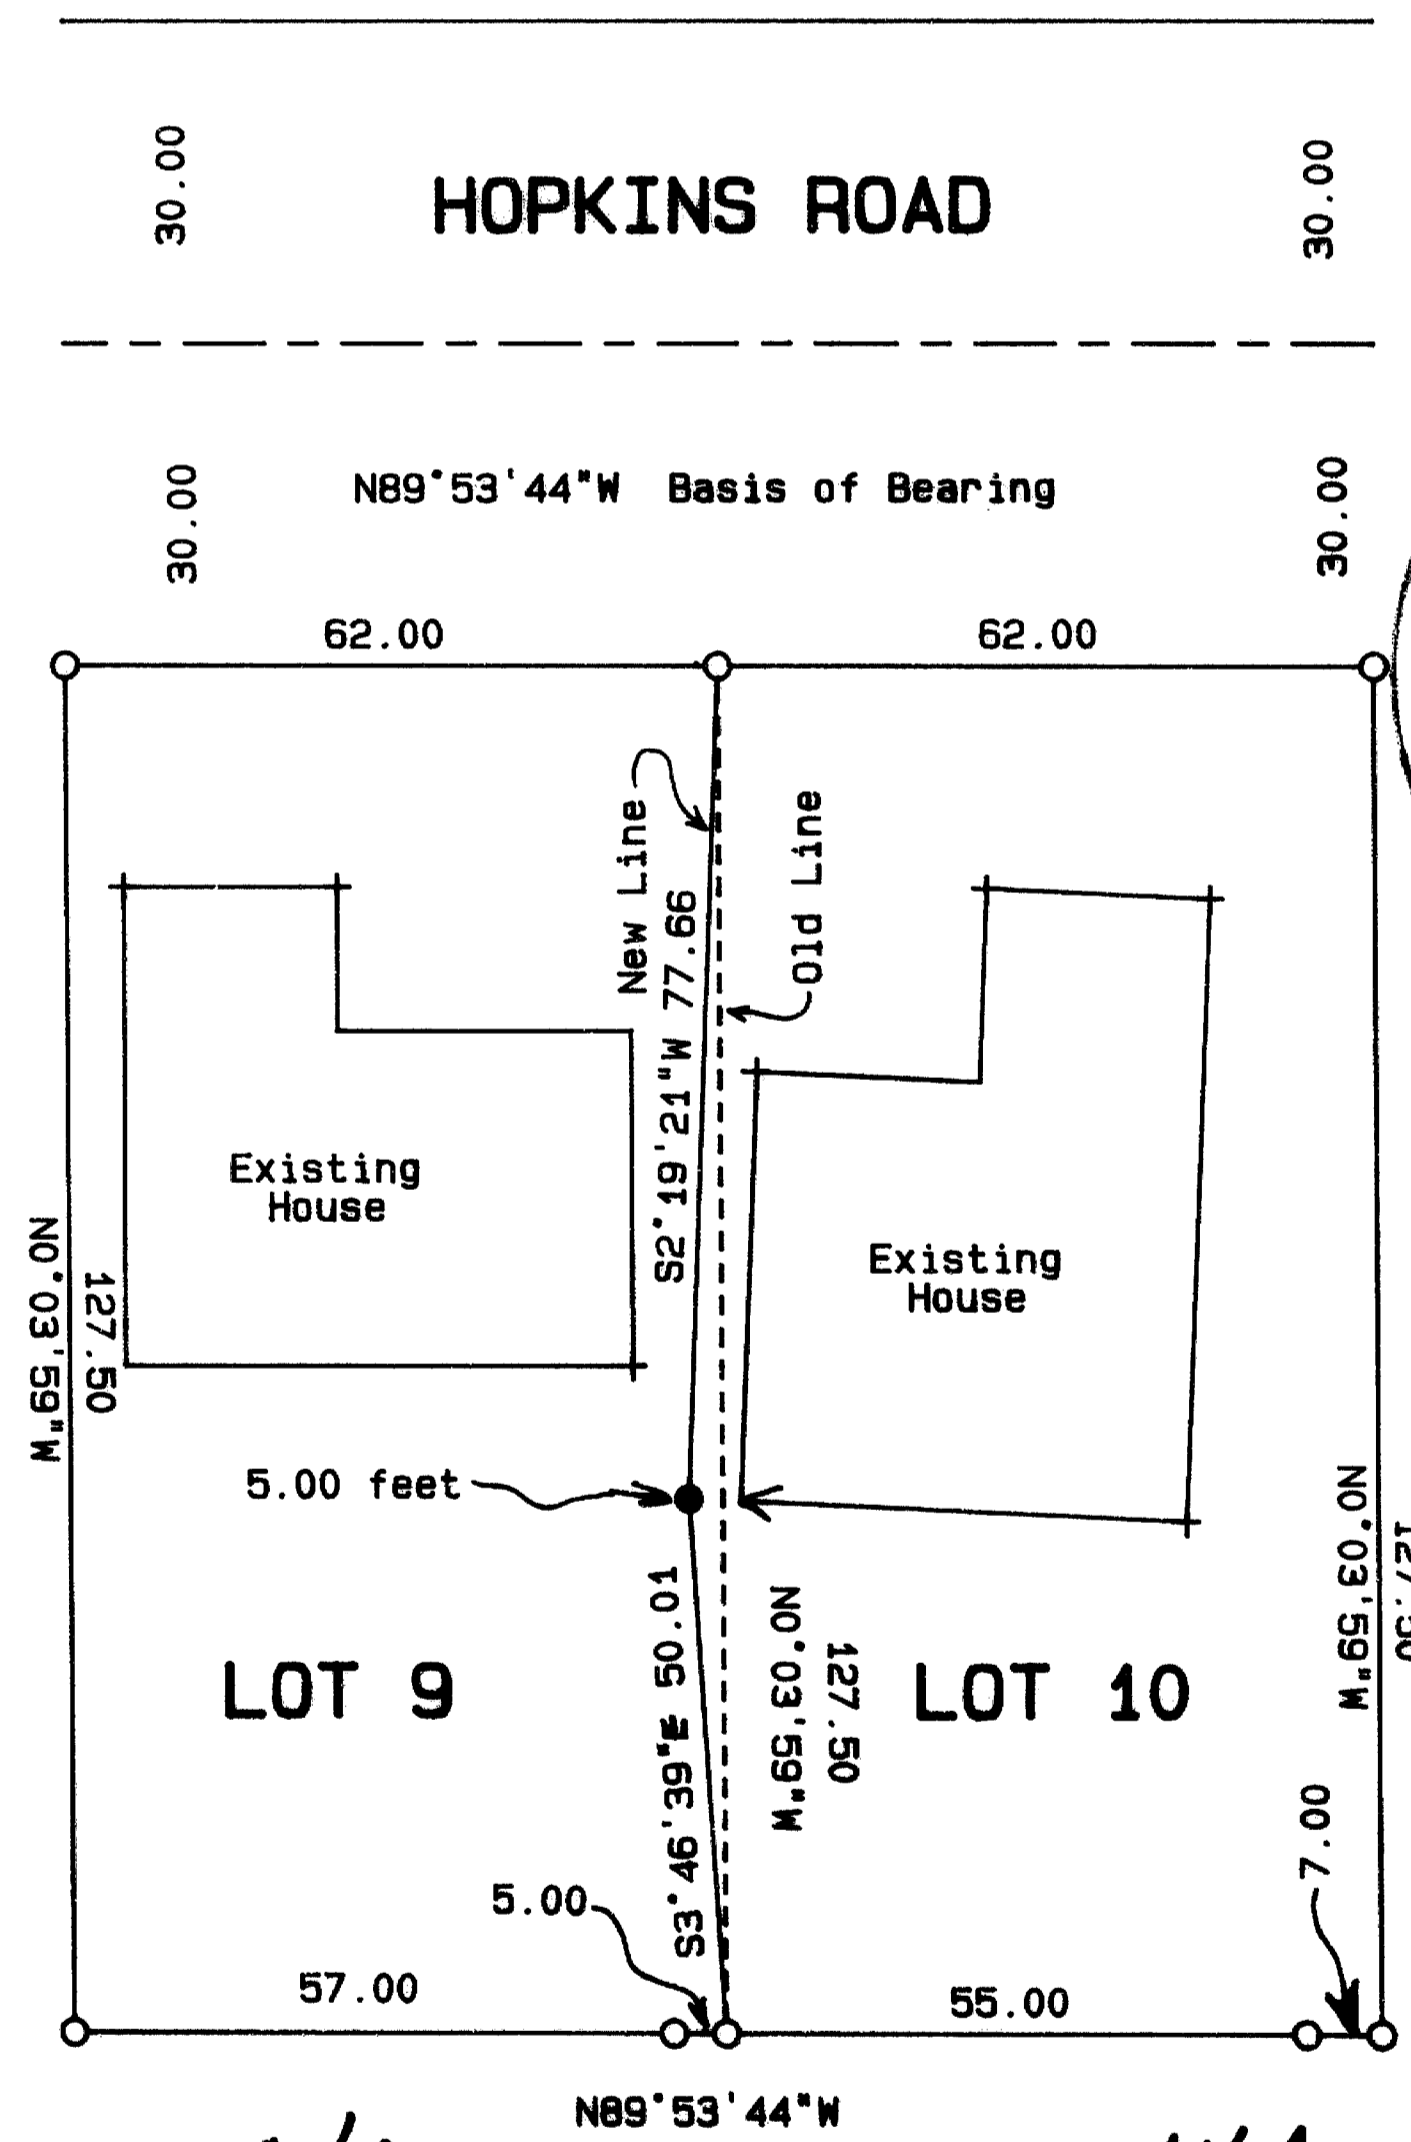 30.00
HOPKINS ROAD
30.00
30.00
N89°53'44"W Basis of Bearing
30.00
62.00
62.00
New Line
Old Line
S2°19'21"W 77.66
Existing
House
Existing
House
N0°03'59"W
127.50
5.00 feet
S3°46'39"E 50.01
N0°03'59"W
127.50
N0°03'59"W
127.50
LOT 9
LOT 10
7.00
5.00
57.00
55.00
N89°53'44"W